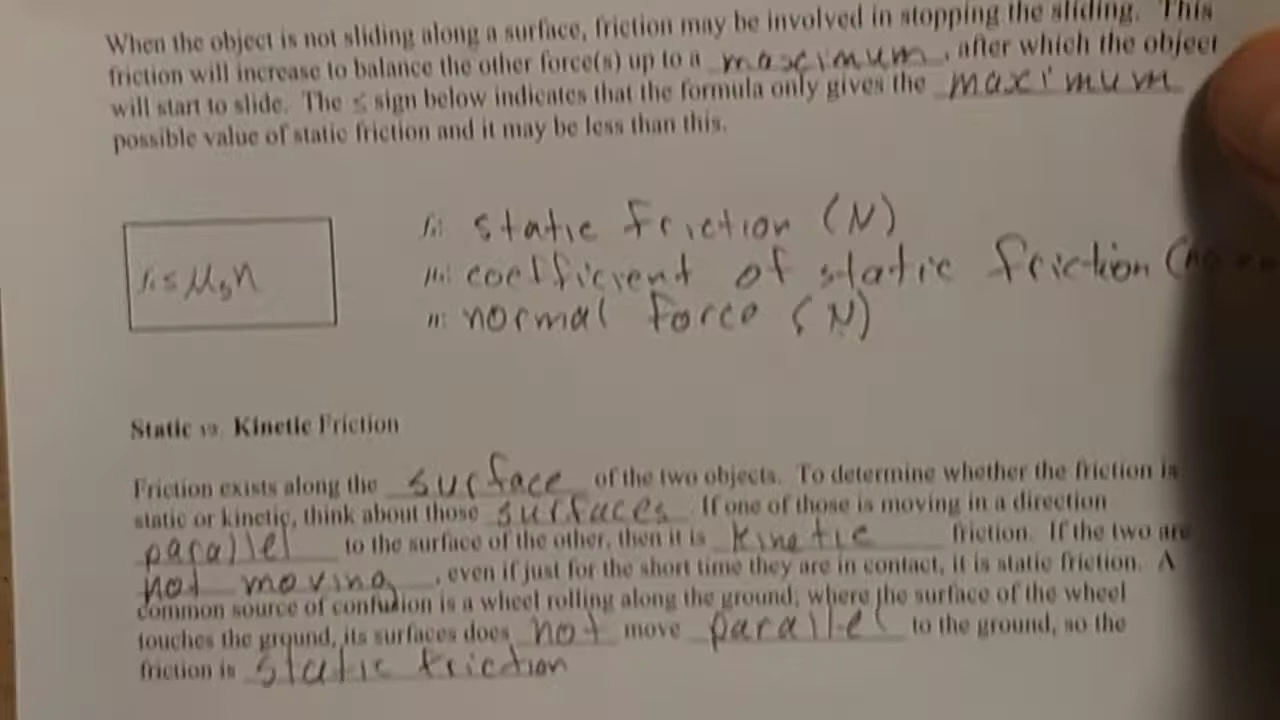 When the object is not sliding along a surface, friction may be involved in stopping the sliding. This
friction will increase to balance the other force(s) up to a maximum, after which the object
will start to slide. The ≤ sign below indicates that the formula only gives the maximum
possible value of static friction and it may be less than this.
fs: static friction (N)
fs ≤ μsn
μs: coefficient of static friction
n: normal force (N)
Static vs. Kinetic Friction
Friction exists along the surface of the two objects. To determine whether the friction is
static or kinetic, think about those surfaces. If one of those is moving in a direction
parallel to the surface of the other, then it is kinetic friction. If the two are
not moving, even if just for the short time they are in contact, it is static friction. A
common source of confusion is a wheel rolling along the ground, where the surface of the wheel
touches the ground, its surfaces does not move parallel to the ground, so the
friction is static friction